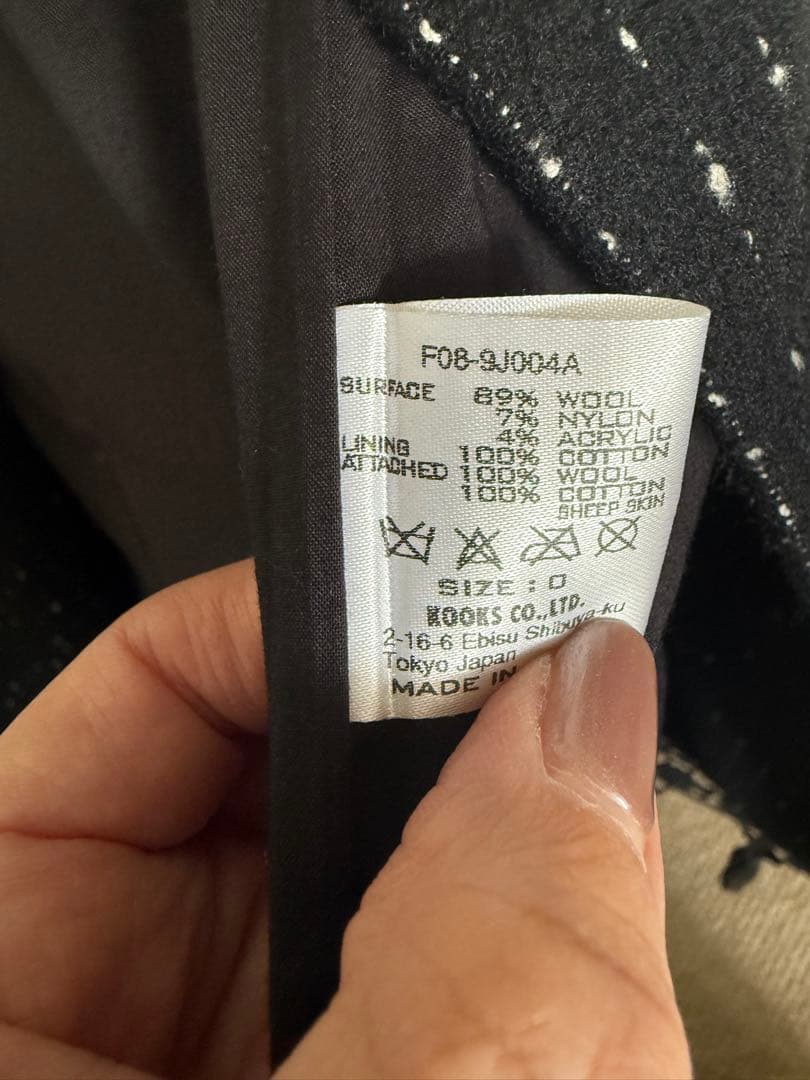 F08-9J004A
SURFACE 89% WOOL
7% NYLON
4% ACRYLIC
LINING 100% COTTON
ATTACHED 100% WOOL
100% COTTON
SHEEP SKIN
SIZE : 0
KOOKS CO.,LTD.
2-16-6 Ebisu Shibuya-ku
Tokyo Japan
MADE IN